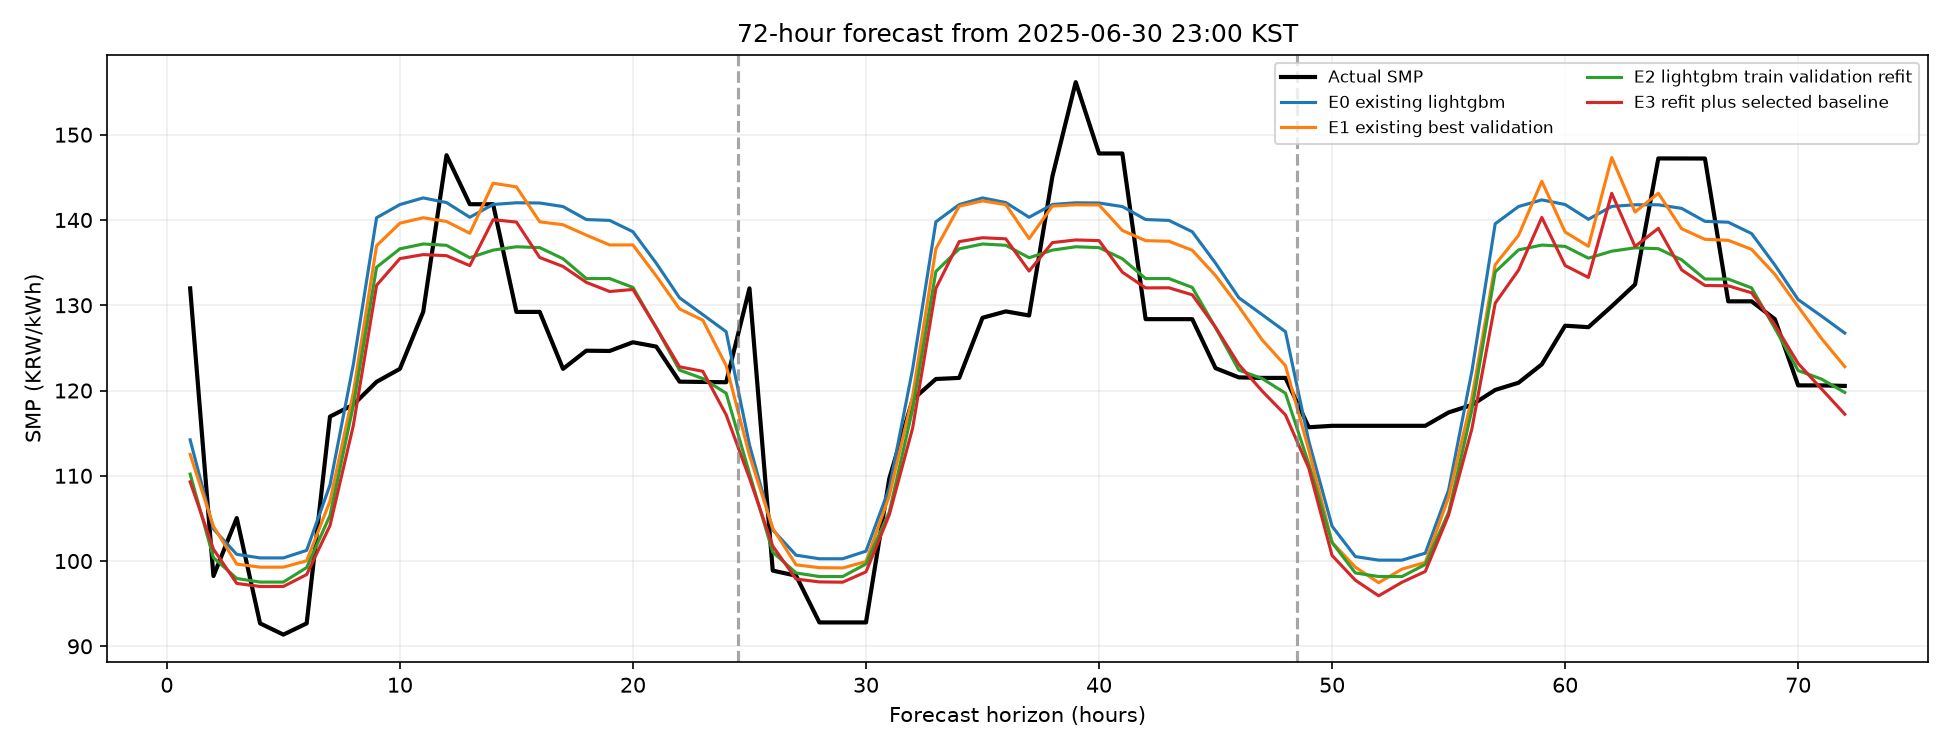 72-hour forecast from 2025-06-30 23:00 KST
SMP (KRW/kWh)
150
140
130
120
110
100
90
Actual SMP
E0 existing lightgbm
E1 existing best validation
E2 lightgbm train validation refit
E3 refit plus selected baseline
0 10 20 30 40 50 60 70
Forecast horizon (hours)